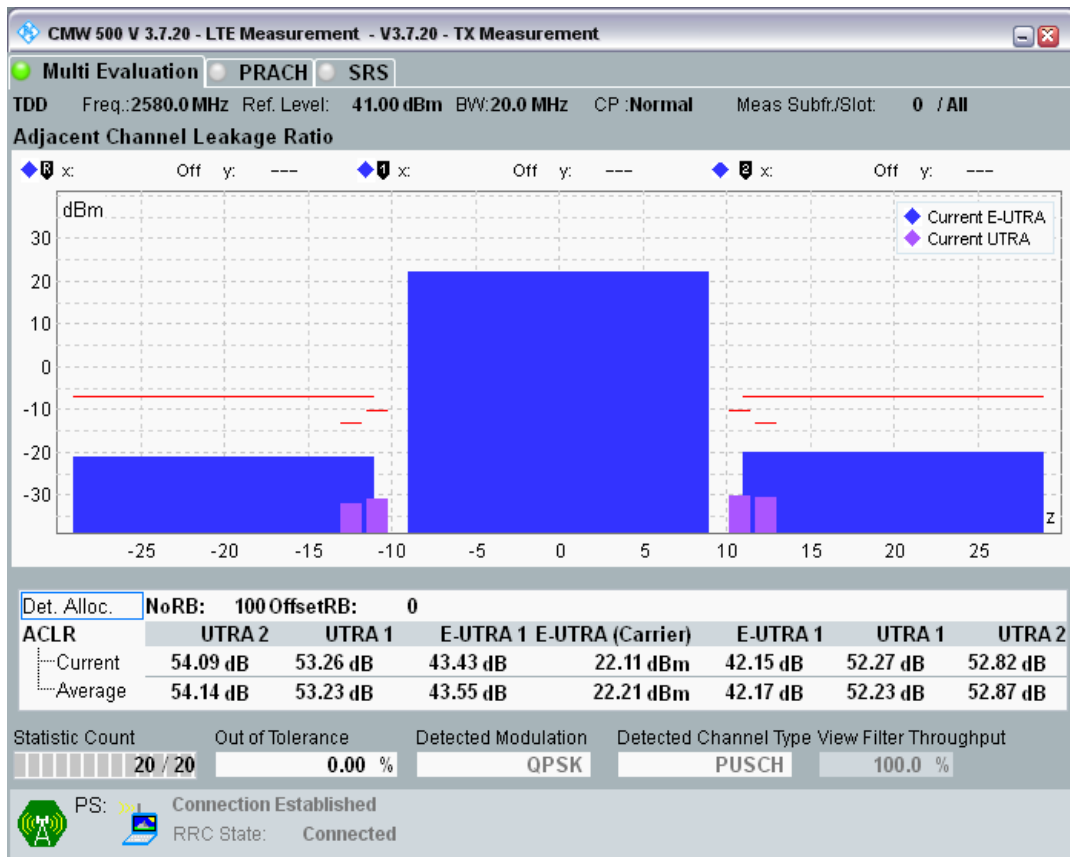 CMW 500 V 3.7.20 - LTE Measurement - V3.7.20 - TX Measurement
Multi Evaluation PRACH SRS
TDD Freq.:2580.0 MHz Ref. Level: 41.00 dBm BW:20.0 MHz CP :Normal Meas Subfr./Slot: 0 / All
Adjacent Channel Leakage Ratio
R x: Off y: --- 1 x: Off y: --- 2 x: Off y: ---
dBm
Current E-UTRA
Current UTRA
30
20
10
0
-10
-20
-30
z
-25 -20 -15 -10 -5 0 5 10 15 20 25
Det. Alloc. NoRB: 100 OffsetRB: 0
ACLR UTRA 2 UTRA 1 E-UTRA 1 E-UTRA (Carrier) E-UTRA 1 UTRA 1 UTRA 2
Current 54.09 dB 53.26 dB 43.43 dB 22.11 dBm 42.15 dB 52.27 dB 52.82 dB
Average 54.14 dB 53.23 dB 43.55 dB 22.21 dBm 42.17 dB 52.23 dB 52.87 dB
Statistic Count Out of Tolerance Detected Modulation Detected Channel Type View Filter Throughput
20 / 20 0.00 % QPSK PUSCH 100.0 %
PS: Connection Established
RRC State: Connected